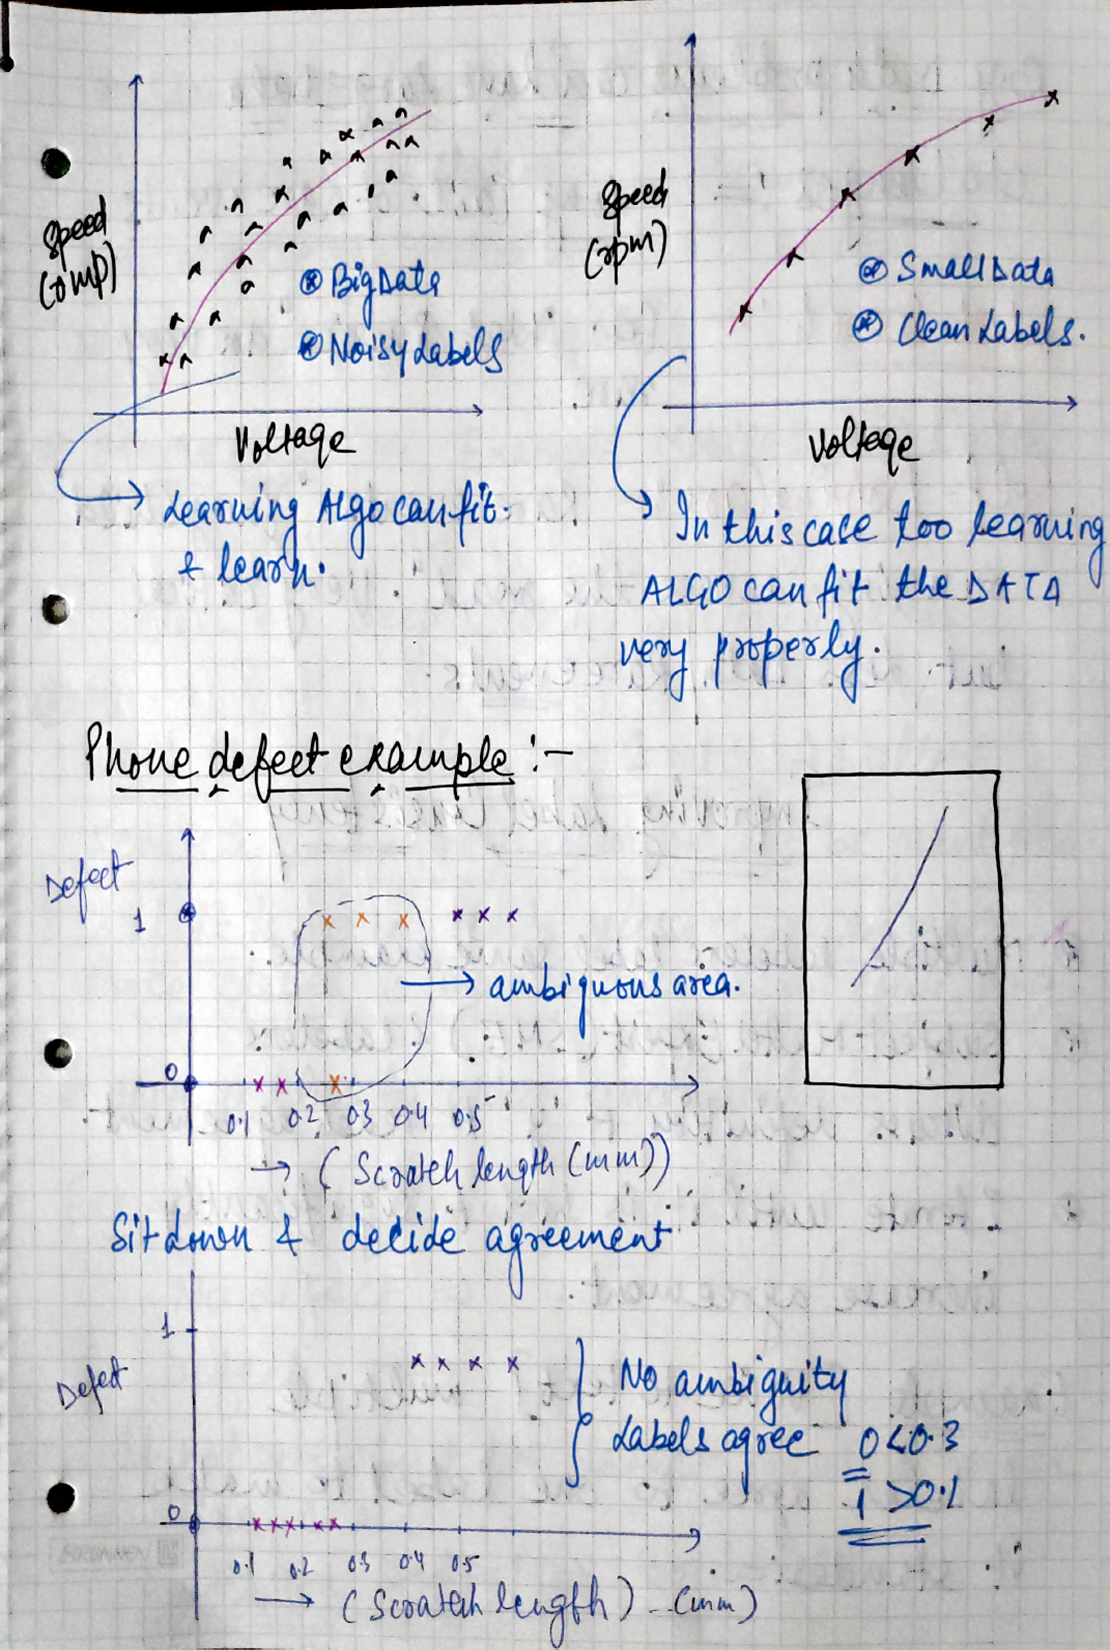 Speed
(omp)
⊛ Big Data
⊛ Noisy Labels
Voltage
Speed
(rpm)
⊛ Small Data
⊛ Clean Labels.
Voltage
→ Learning Algo can fit.
& learn.
→ In this case too learning
ALGO can fit the DATA
very properly.
Phone defect example :-
Defect
1
→ ambiguous area.
0
0.1 0.2 0.3 0.4 0.5
→ (Scratch length (mm))
Sit down & decide agreement
1
Defect
No ambiguity
Labels agree 0 < 0.3
1 > 0.1
0
0.1 0.2 0.3 0.4 0.5
→ (Scratch length) - (mm)